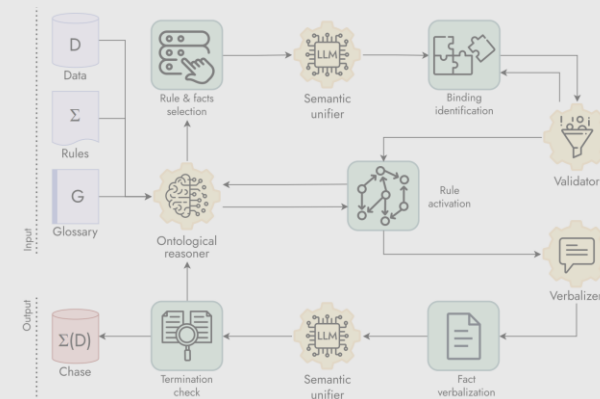 D
Data
Rule & facts
selection
LLM
Semantic
unifier
Binding
identification
Σ
Rules
Validator
G
Glossary
Ontological
reasoner
Rule
activation
Input
Verbalizer
Output
Σ(D)
Chase
Termination
check
LLM
Semantic
unifier
Fact
verbalization